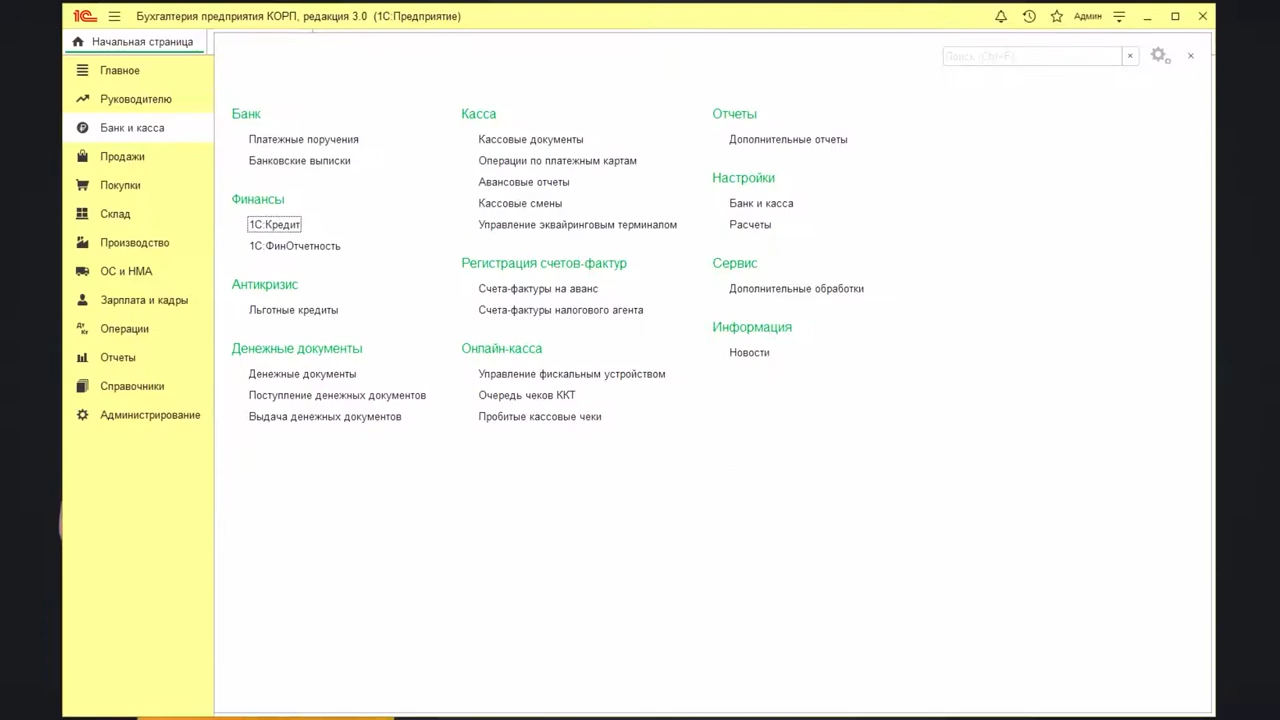 1С Бухгалтерия предприятия КОРП, редакция 3.0 (1С:Предприятие) Админ
Начальная страница
Поиск (Ctrl+F)
Главное
Руководителю
Банк и касса
Продажи
Покупки
Склад
Производство
ОС и НМА
Зарплата и кадры
Дт Кт Операции
Отчеты
Справочники
Администрирование
Банк
Платежные поручения
Банковские выписки
Финансы
1С:Кредит
1С:ФинОтчетность
Антикризис
Льготные кредиты
Денежные документы
Денежные документы
Поступление денежных документов
Выдача денежных документов
Касса
Кассовые документы
Операции по платежным картам
Авансовые отчеты
Кассовые смены
Управление эквайринговым терминалом
Регистрация счетов-фактур
Счета-фактуры на аванс
Счета-фактуры налогового агента
Онлайн-касса
Управление фискальным устройством
Очередь чеков ККТ
Пробитые кассовые чеки
Отчеты
Дополнительные отчеты
Настройки
Банк и касса
Расчеты
Сервис
Дополнительные обработки
Информация
Новости